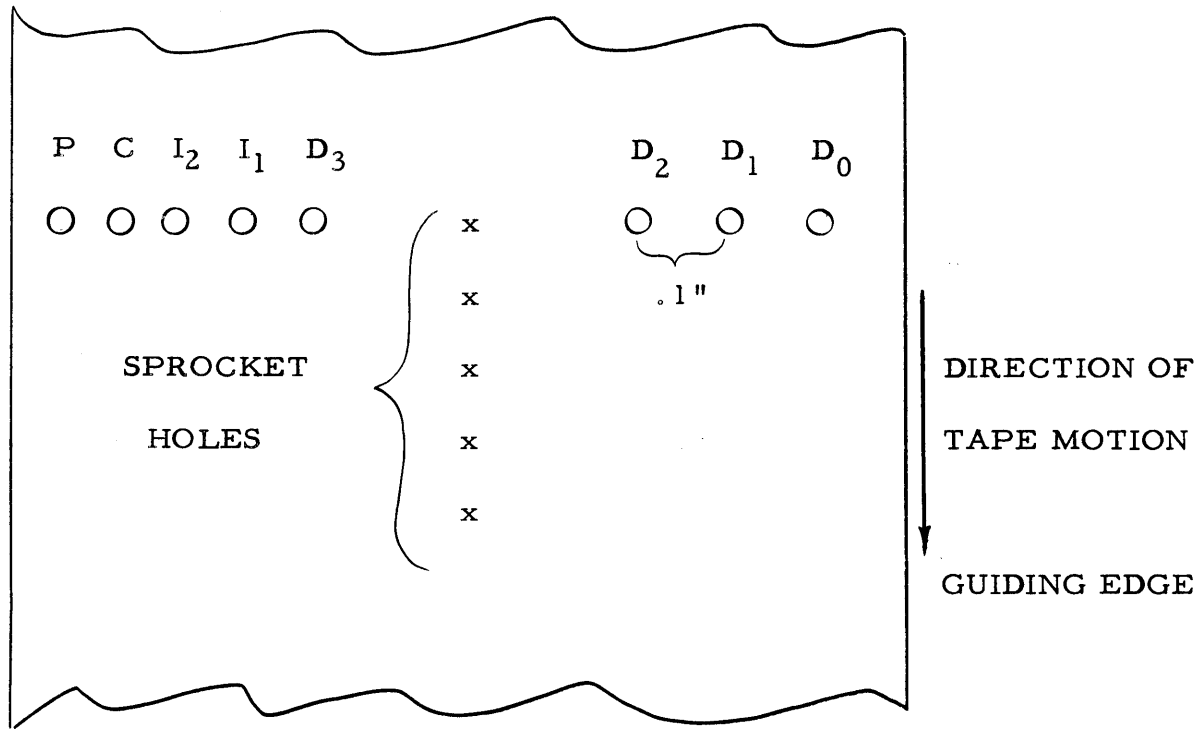 P C I2 I1 D3 D2 D1 D0
x
.1"
x
SPROCKET x DIRECTION OF
HOLES x TAPE MOTION
x
GUIDING EDGE